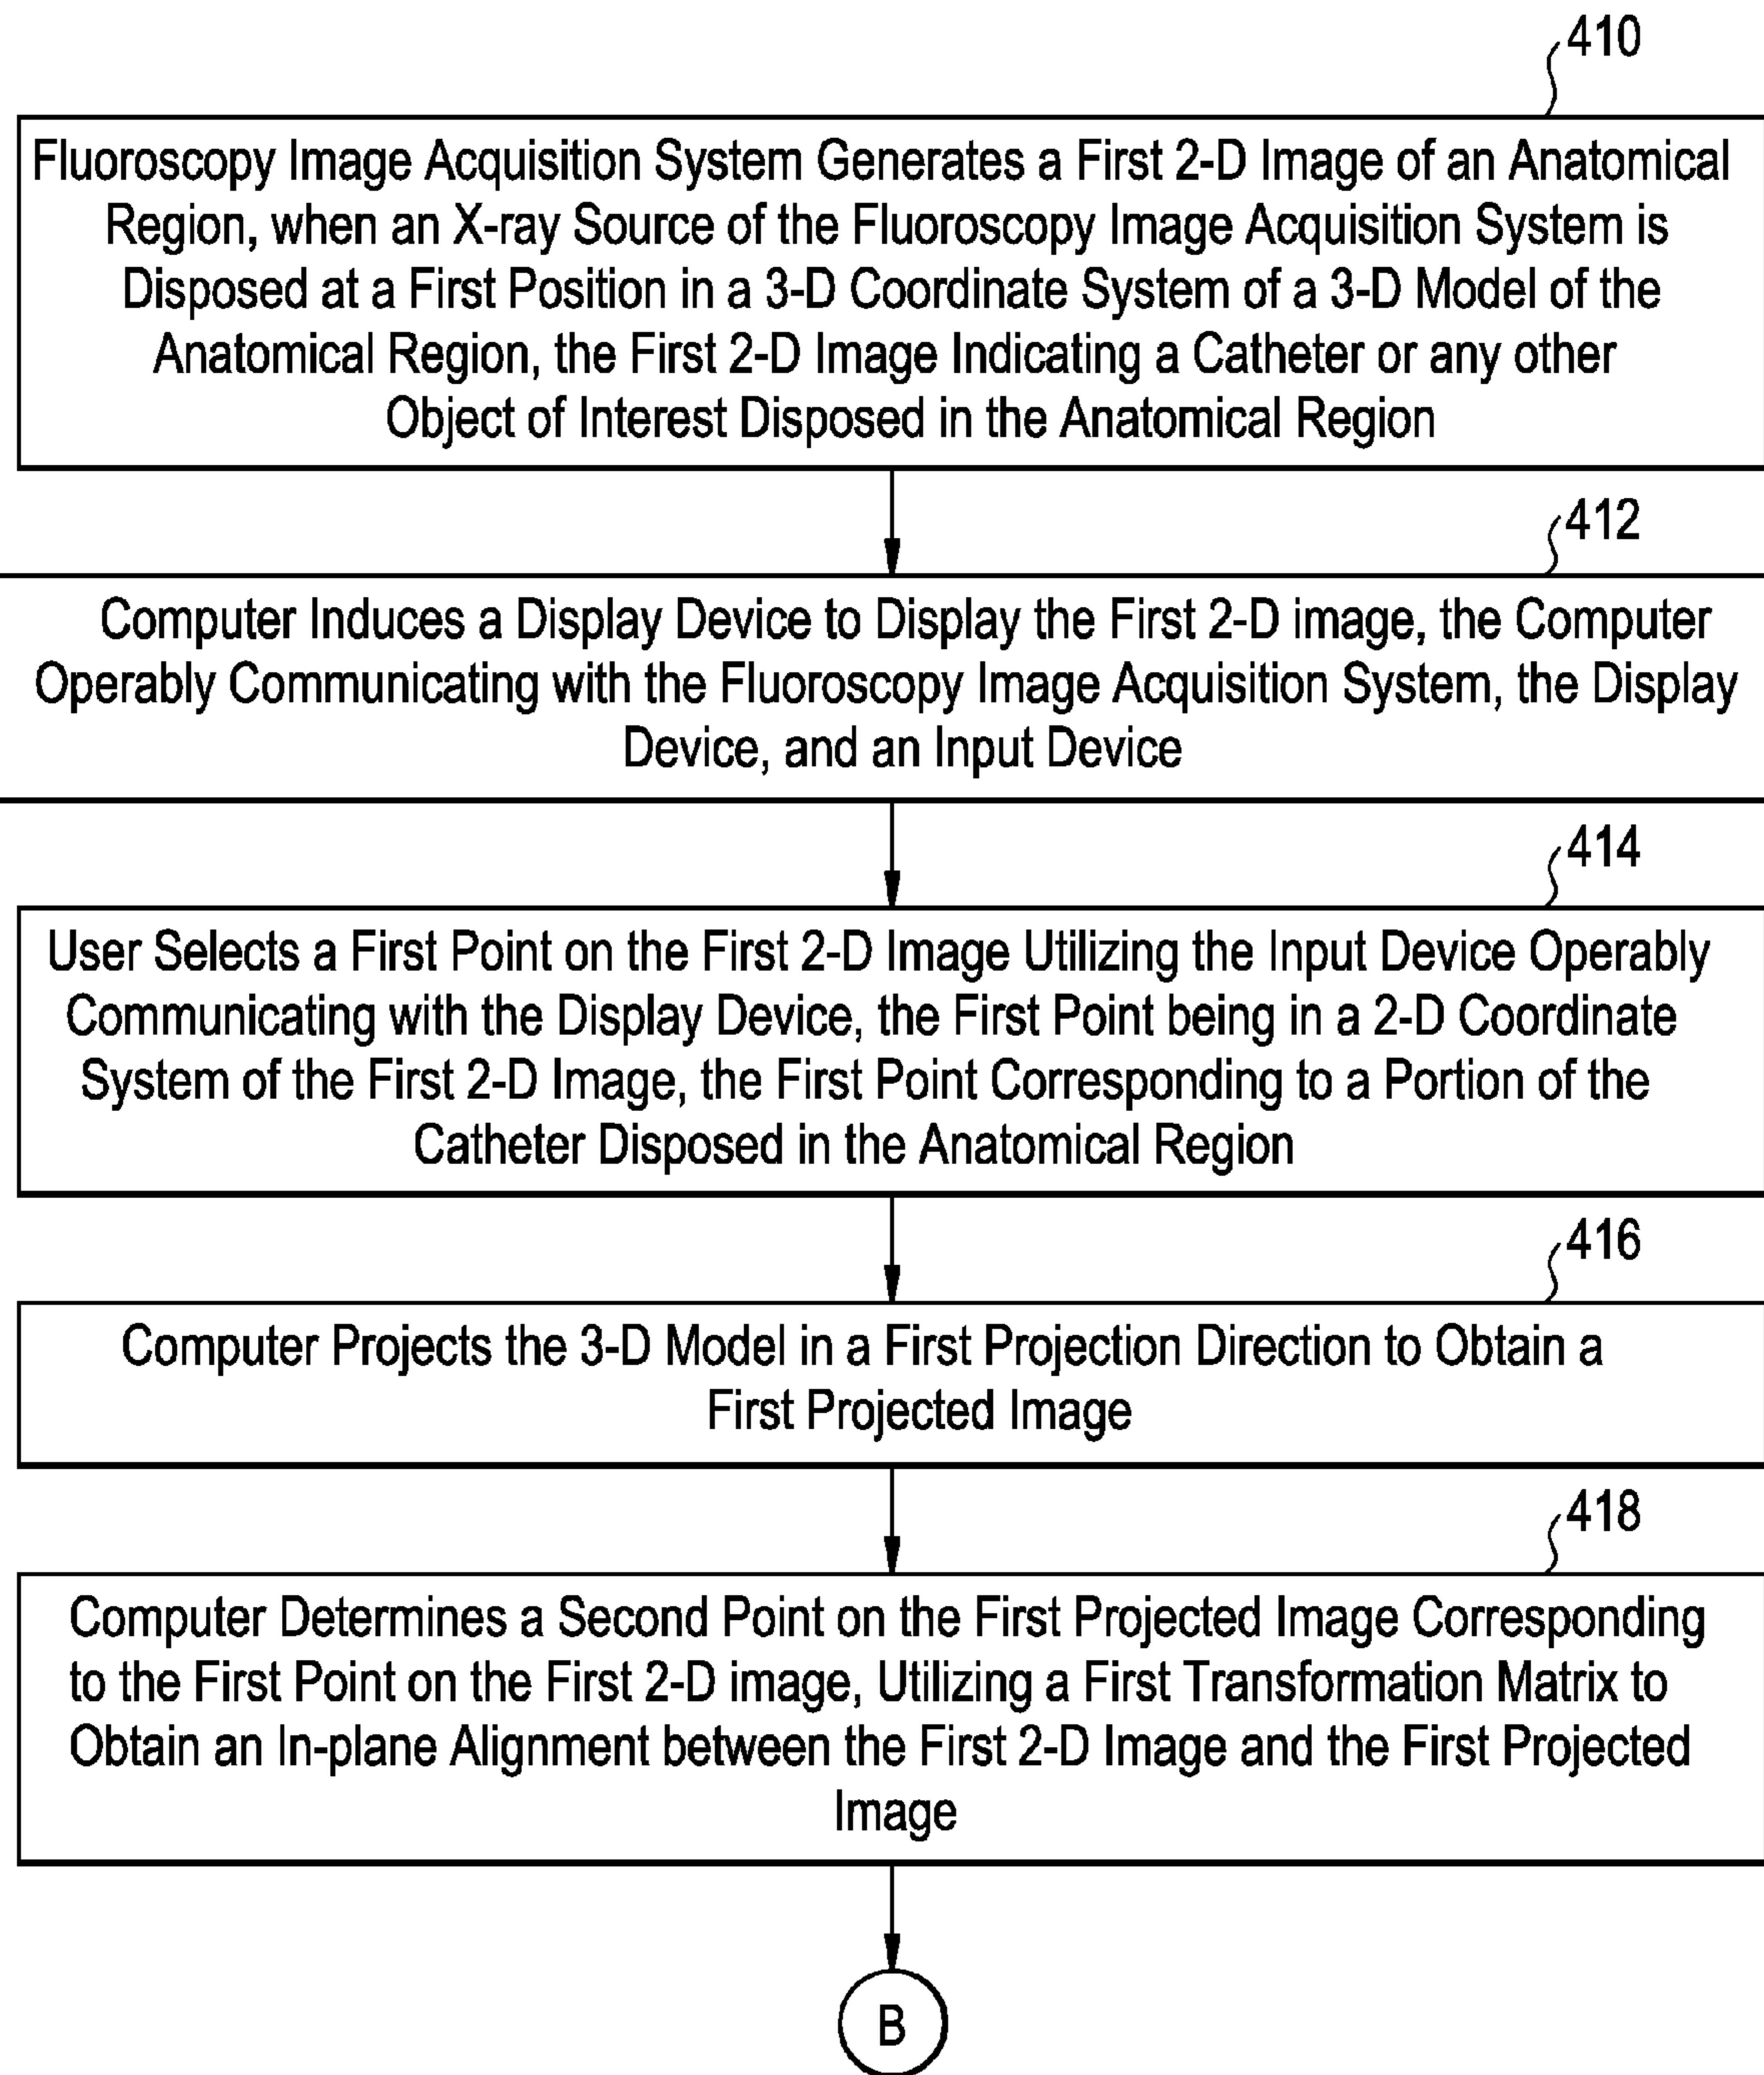 410
Fluoroscopy Image Acquisition System Generates a First 2-D Image of an Anatomical
Region, when an X-ray Source of the Fluoroscopy Image Acquisition System is
Disposed at a First Position in a 3-D Coordinate System of a 3-D Model of the
Anatomical Region, the First 2-D Image Indicating a Catheter or any other
Object of Interest Disposed in the Anatomical Region
412
Computer Induces a Display Device to Display the First 2-D image, the Computer
Operably Communicating with the Fluoroscopy Image Acquisition System, the Display
Device, and an Input Device
414
User Selects a First Point on the First 2-D Image Utilizing the Input Device Operably
Communicating with the Display Device, the First Point being in a 2-D Coordinate
System of the First 2-D Image, the First Point Corresponding to a Portion of the
Catheter Disposed in the Anatomical Region
416
Computer Projects the 3-D Model in a First Projection Direction to Obtain a
First Projected Image
418
Computer Determines a Second Point on the First Projected Image Corresponding
to the First Point on the First 2-D image, Utilizing a First Transformation Matrix to
Obtain an In-plane Alignment between the First 2-D Image and the First Projected
Image
B